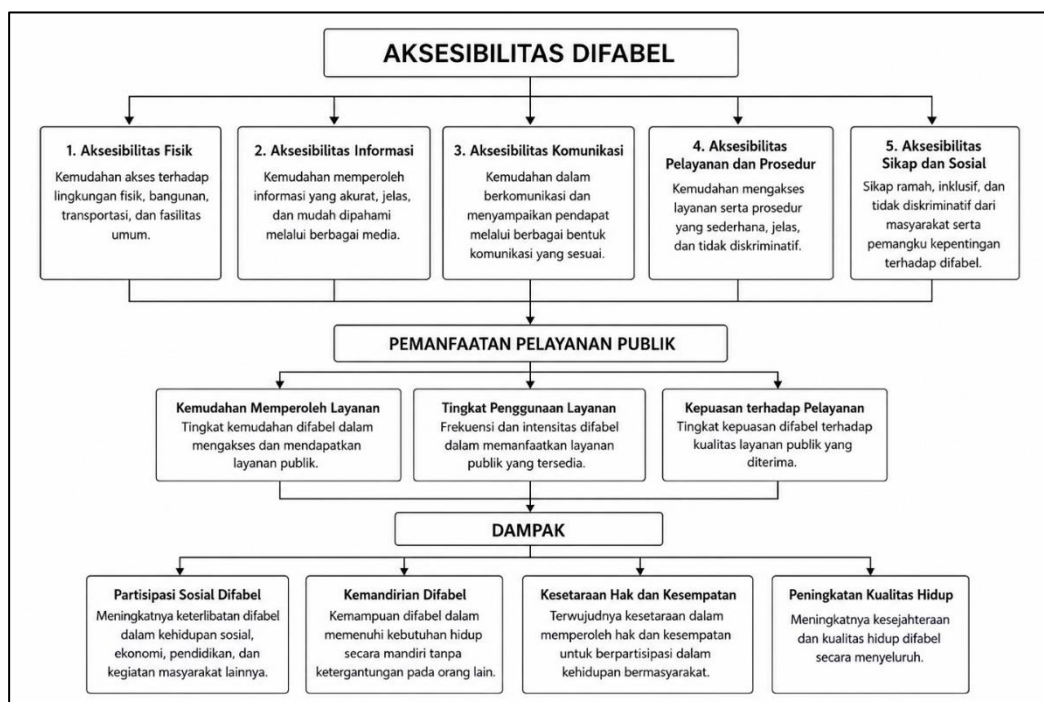 AKSESIBILITAS DIFABEL
1. Aksesibilitas Fisik
Kemudahan akses terhadap
lingkungan fisik, bangunan,
transportasi, dan fasilitas
umum.
2. Aksesibilitas Informasi
Kemudahan memperoleh
informasi yang akurat, jelas,
dan mudah dipahami
melalui berbagai media.
3. Aksesibilitas Komunikasi
Kemudahan dalam
berkomunikasi dan
menyampaikan pendapat
melalui berbagai bentuk
komunikasi yang sesuai.
4. Aksesibilitas
Pelayanan dan Prosedur
Kemudahan mengakses
layanan serta prosedur
yang sederhana, jelas,
dan tidak diskriminatif.
5. Aksesibilitas
Sikap dan Sosial
Sikap ramah, inklusif, dan
tidak diskriminatif dari
masyarakat serta
pemangku kepentingan
terhadap difabel.
PEMANFAATAN PELAYANAN PUBLIK
Kemudahan Memperoleh Layanan
Tingkat kemudahan difabel dalam
mengakses dan mendapatkan
layanan publik.
Tingkat Penggunaan Layanan
Frekuensi dan intensitas difabel
dalam memanfaatkan layanan
publik yang tersedia.
Kepuasan terhadap Pelayanan
Tingkat kepuasan difabel terhadap
kualitas layanan publik yang
diterima.
DAMPAK
Partisipasi Sosial Difabel
Meningkatnya keterlibatan difabel
dalam kehidupan sosial,
ekonomi, pendidikan, dan
kegiatan masyarakat lainnya.
Kemandirian Difabel
Kemampuan difabel dalam
memenuhi kebutuhan hidup
secara mandiri tanpa
ketergantungan pada orang lain.
Kesetaraan Hak dan Kesempatan
Terwujudnya kesetaraan dalam
memperoleh hak dan kesempatan
untuk berpartisipasi dalam
kehidupan bermasyarakat.
Peningkatan Kualitas Hidup
Meningkatnya kesejahteraan
dan kualitas hidup difabel
secara menyeluruh.